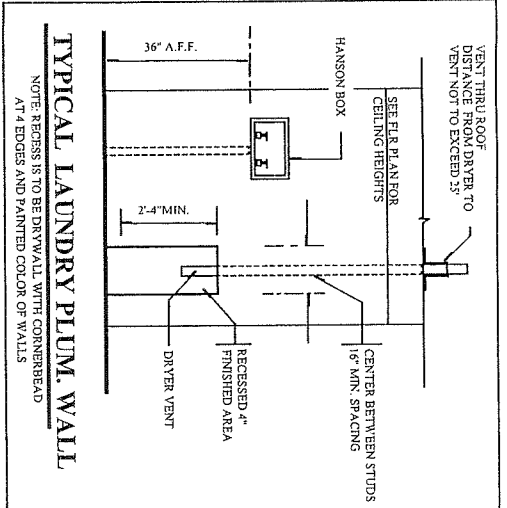 VENT THRU ROOF
DISTANCE FROM DRYER TO
VENT NOT TO EXCEED 25'
SEE FLR PLAN FOR
CEILING HEIGHTS
HANSON BOX
36" A.F.F.
CENTER BETWEEN STUDS
16" MIN. SPACING
2'-4"MIN.
RECESSED 4"
FINISHED AREA
DRYER VENT
TYPICAL LAUNDRY PLUM. WALL
NOTE: RECESS IS TO BE DRYWALL WITH CORNERBEAD
AT 4 EDGES AND PAINTED COLOR OF WALLS